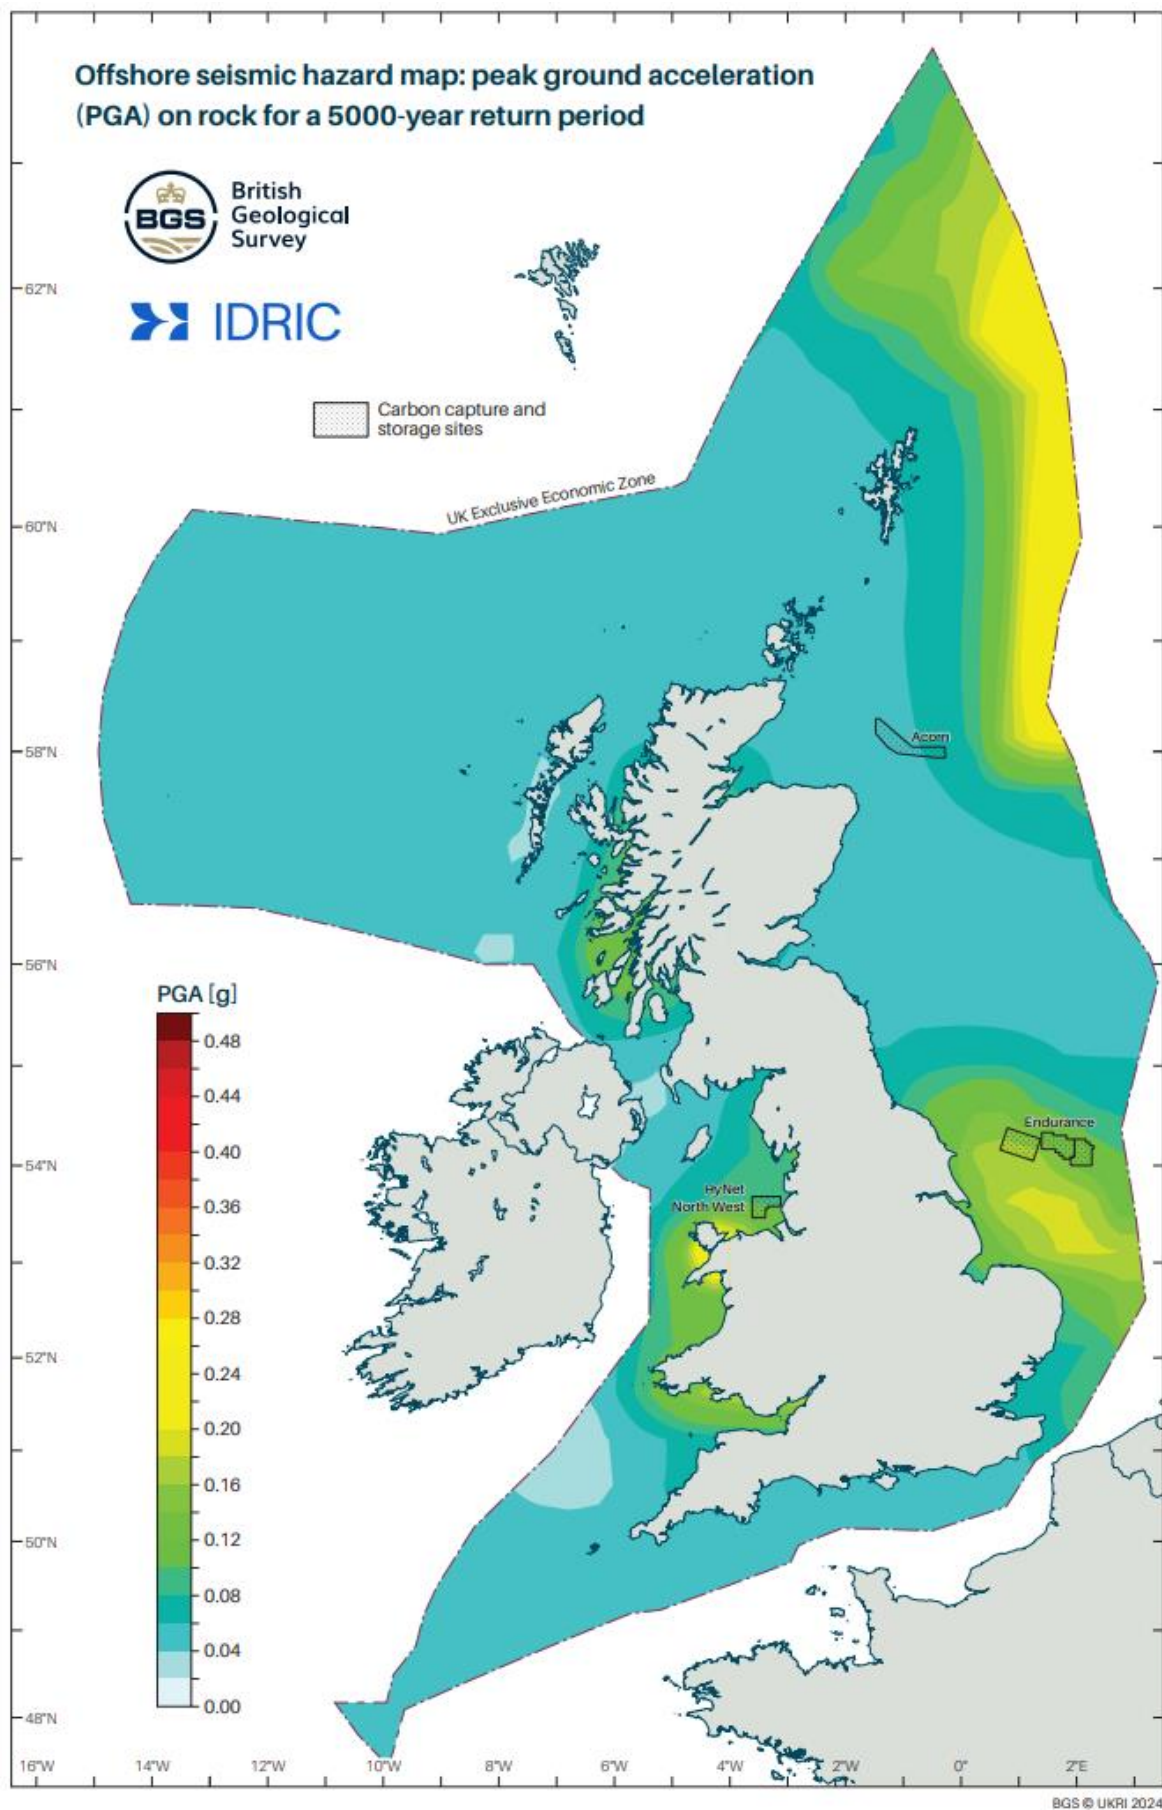 Offshore seismic hazard map: peak ground acceleration
(PGA) on rock for a 5000-year return period
BGS
British
Geological
Survey
IDRIC
Carbon capture and
storage sites
UK Exclusive Economic Zone
62°N
60°N
58°N
56°N
54°N
52°N
50°N
48°N
Acorn
Endurance
HyNet
North West
PGA [g]
0.48
0.44
0.40
0.36
0.32
0.28
0.24
0.20
0.16
0.12
0.08
0.04
0.00
16°W
14°W
12°W
10°W
8°W
6°W
4°W
2°W
0°
2°E
BGS © UKRI 2024